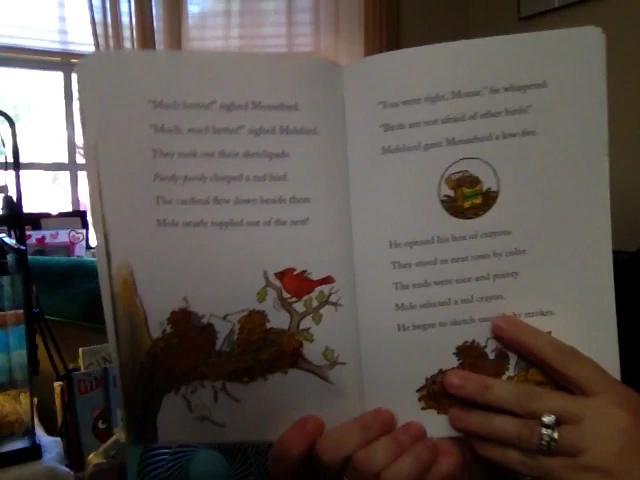 "Much better!" sighed Mousebird.
"Much, much better!" sighed Molebird.
They took out their sketchpads.
Purdy-purdy chirped a red bird.
The cardinal flew down beside them.
Mole nearly toppled out of the nest!
"You were right, Mouse," he whispered.
"Birds are not afraid of other birds!"
Molebird gave Mousebird a low-five.
He opened his box of crayons.
They stood in neat rows by color.
The ends were nice and pointy.
Mole selected a red crayon.
He began to sketch strokes.